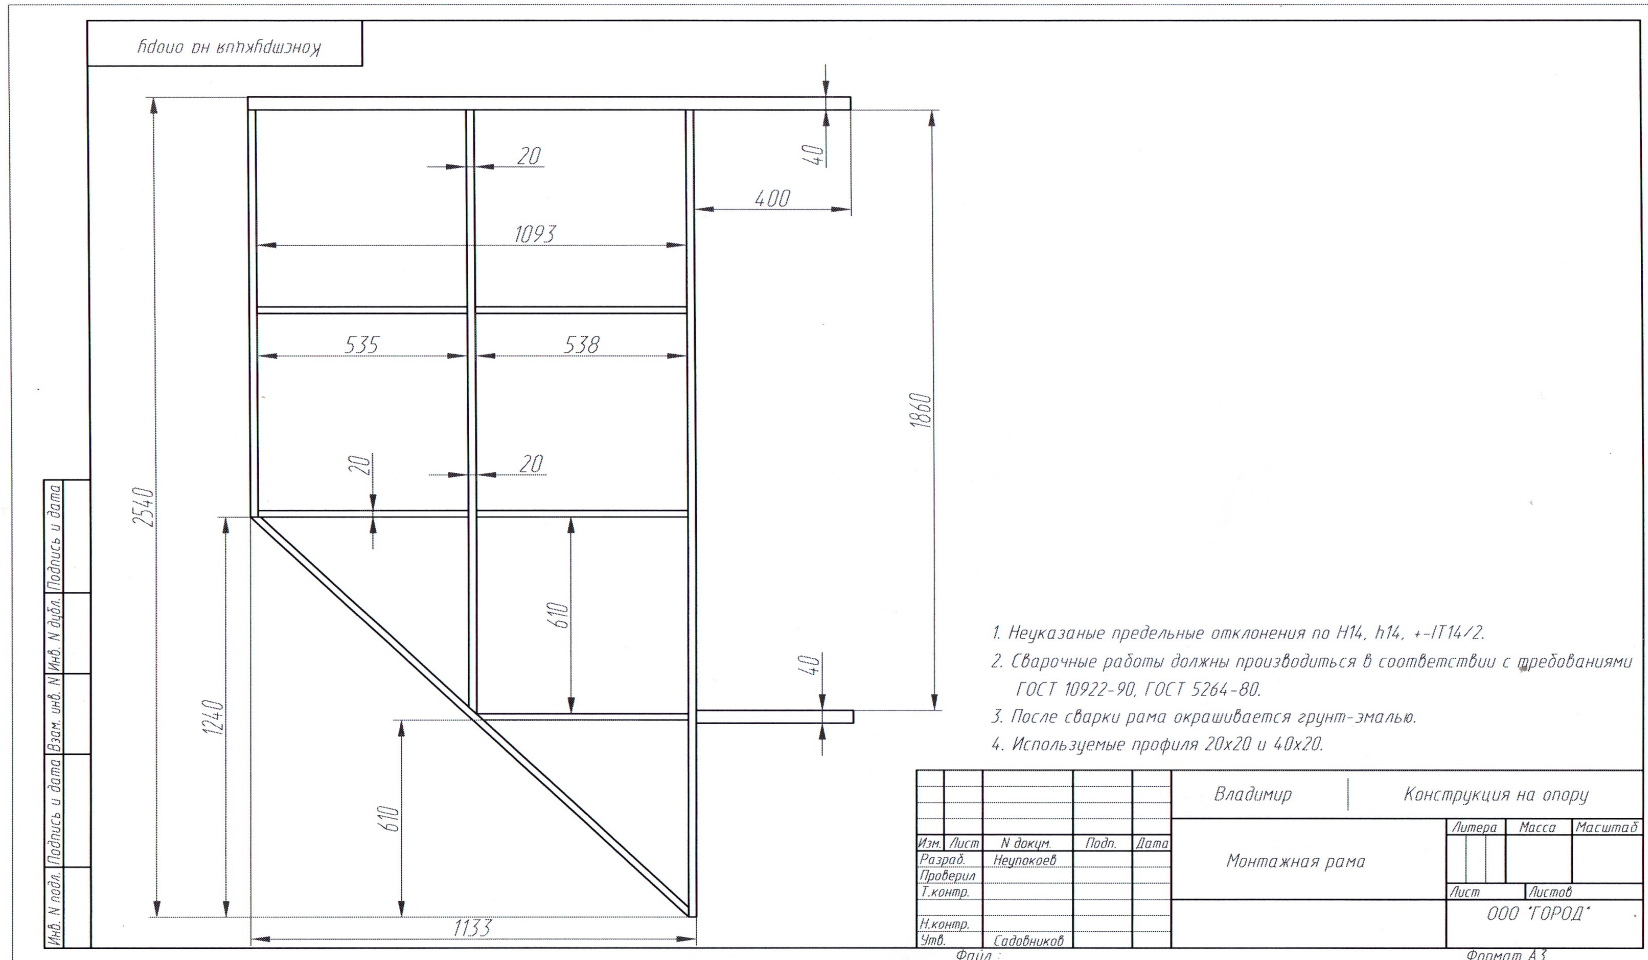 Конструкция на опору
40
20
400
1093
535
538
1860
20
20
2540
610
40
1240
610
1133
1. Неуказаные предельные отклонения по Н14, h14, +-IT14/2.
2. Сварочные работы должны производиться в соответствии с требованиями
ГОСТ 10922-90, ГОСТ 5264-80.
3. После сварки рама окрашивается грунт-эмалью.
4. Используемые профиля 20х20 и 40х20.
Подпись и дата
Инв. N дубл.
Взам. инв. N
Подпись и дата
Инв. N подл.
Владимир Конструкция на опору
Литера Масса Масштаб
Изм. Лист N докум. Подп. Дата
Разраб. Неупокоев
Монтажная рама
Проверил
Т.контр.
Лист Листов
ООО "ГОРОД"
Н.контр.
Утв. Садовников
Файл :
Формат А3